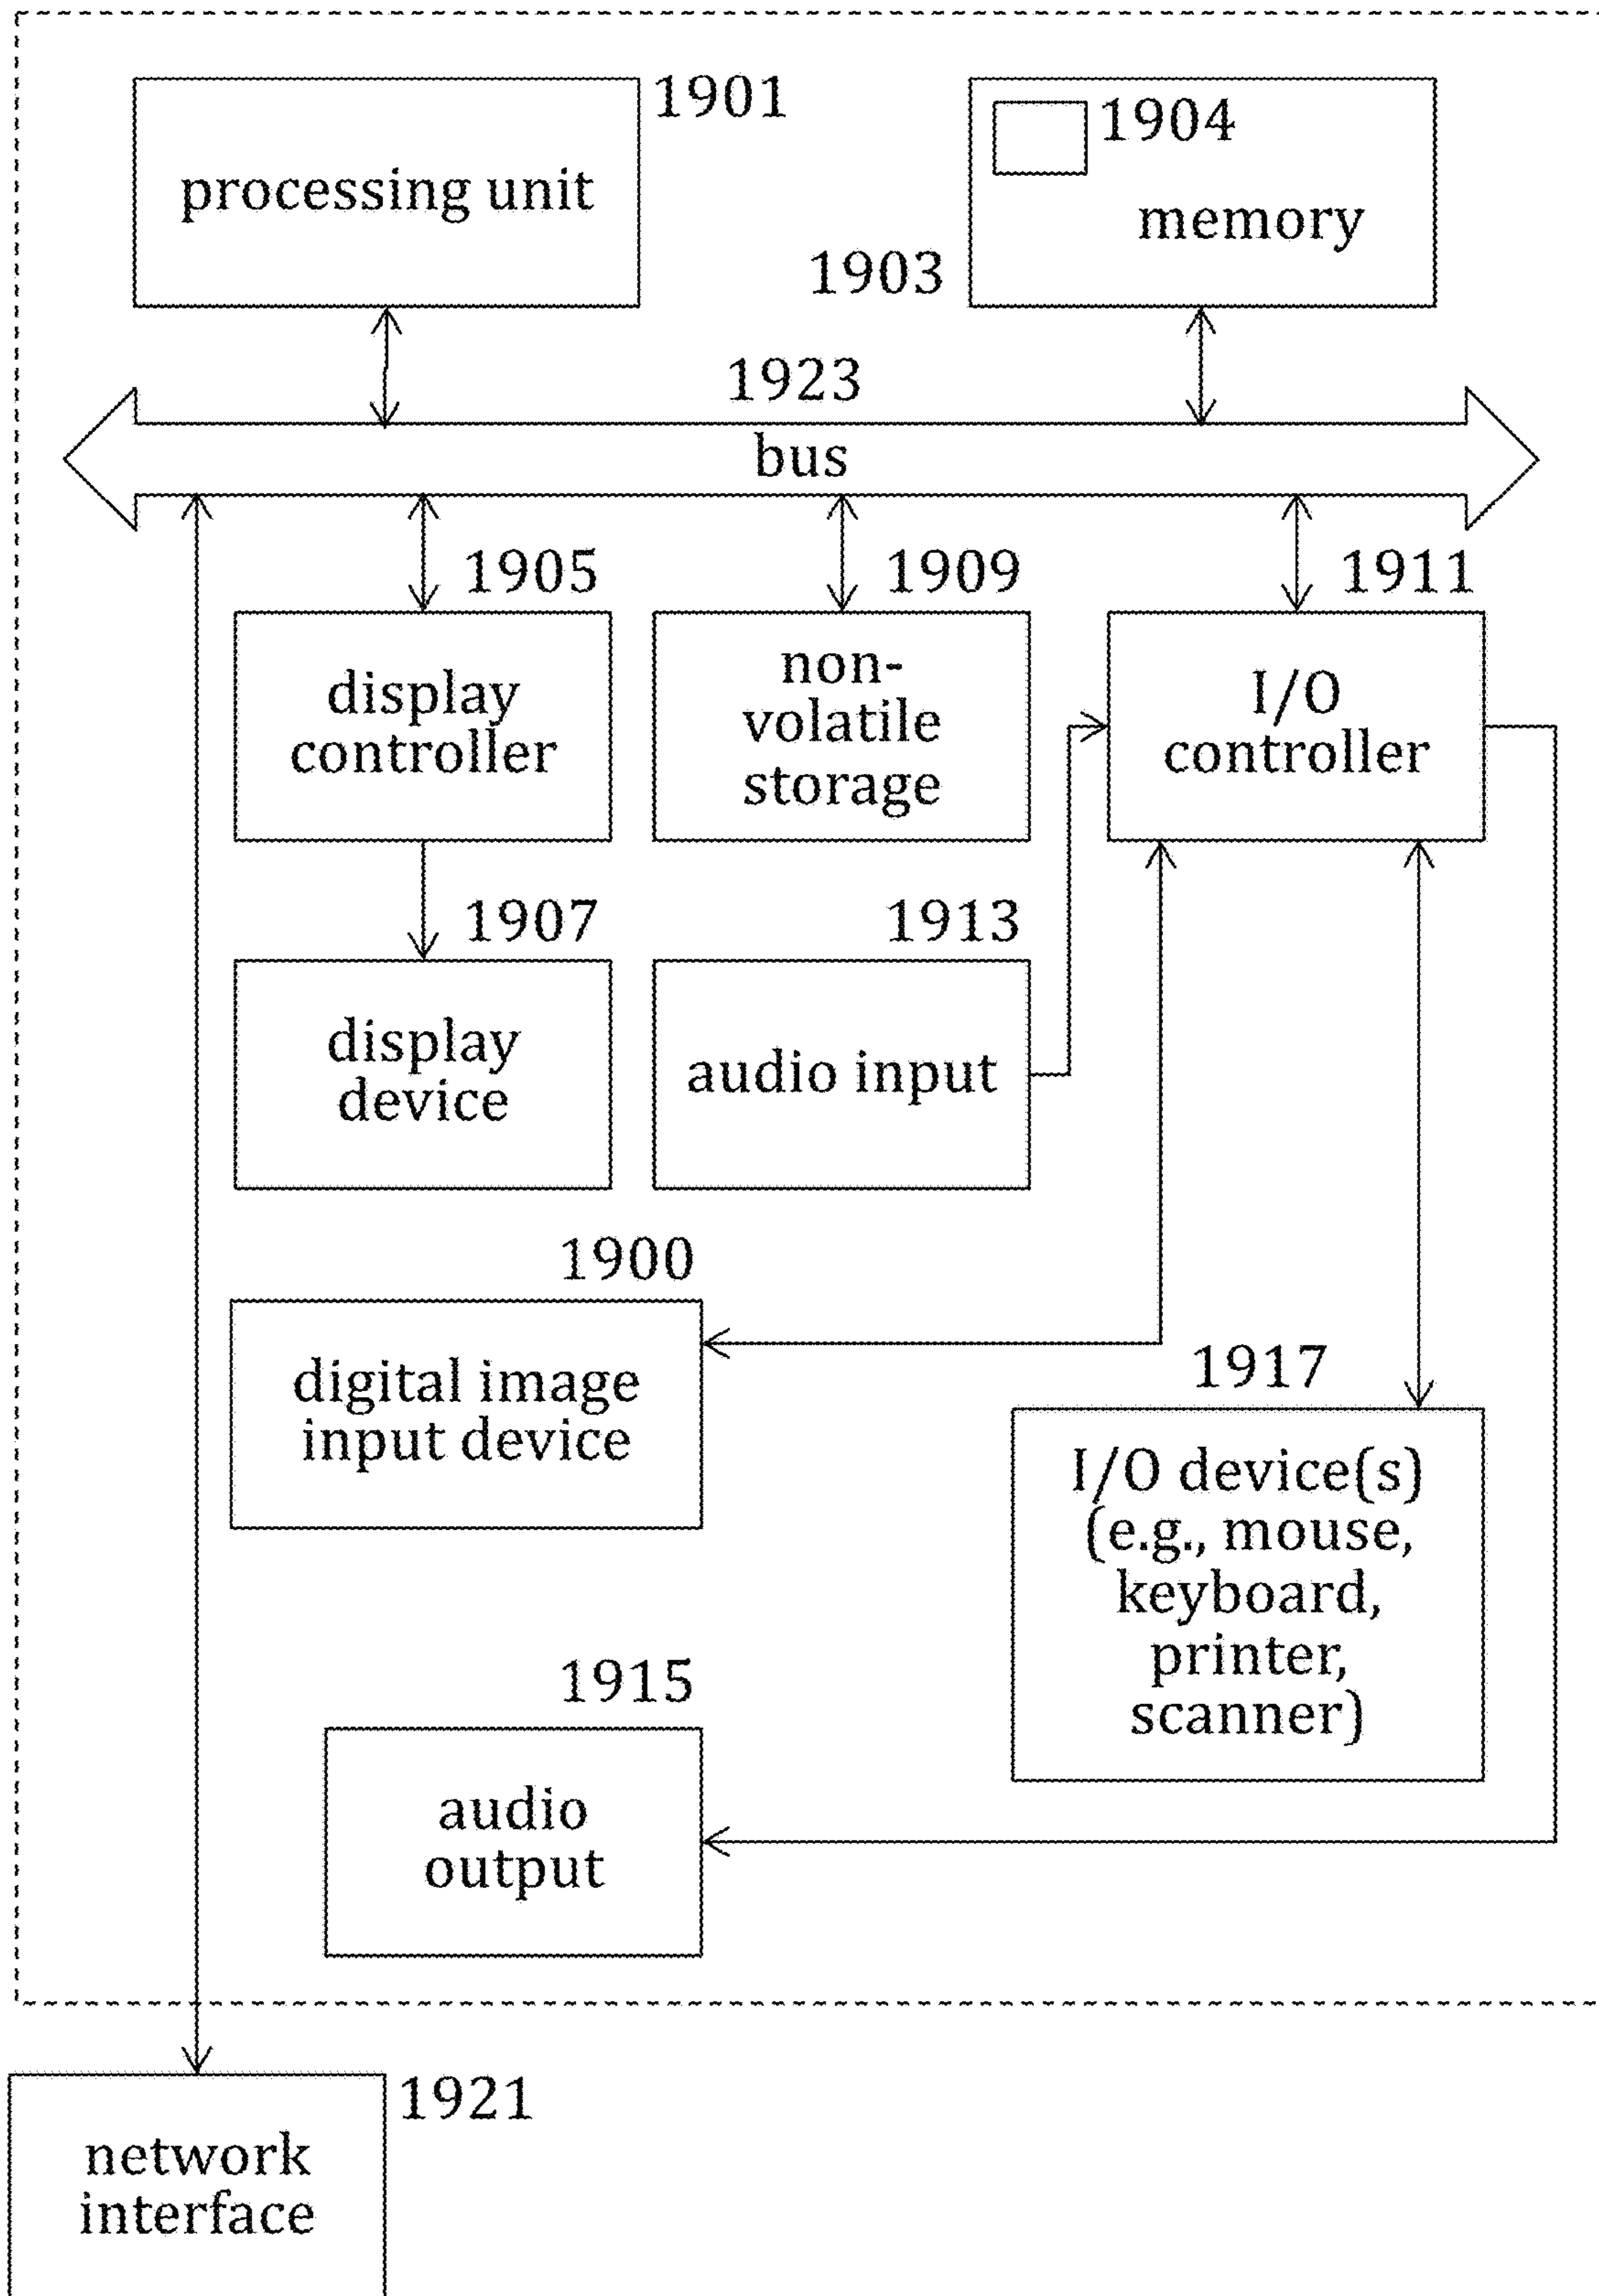 1901
processing unit
1904
memory
1903
1923
bus
1905
display
controller
1909
non-
volatile
storage
1911
I/O
controller
1907
display
device
1913
audio input
1900
digital image
input device
1917
I/O device(s)
(e.g., mouse,
keyboard,
printer,
scanner)
1915
audio
output
1921
network
interface